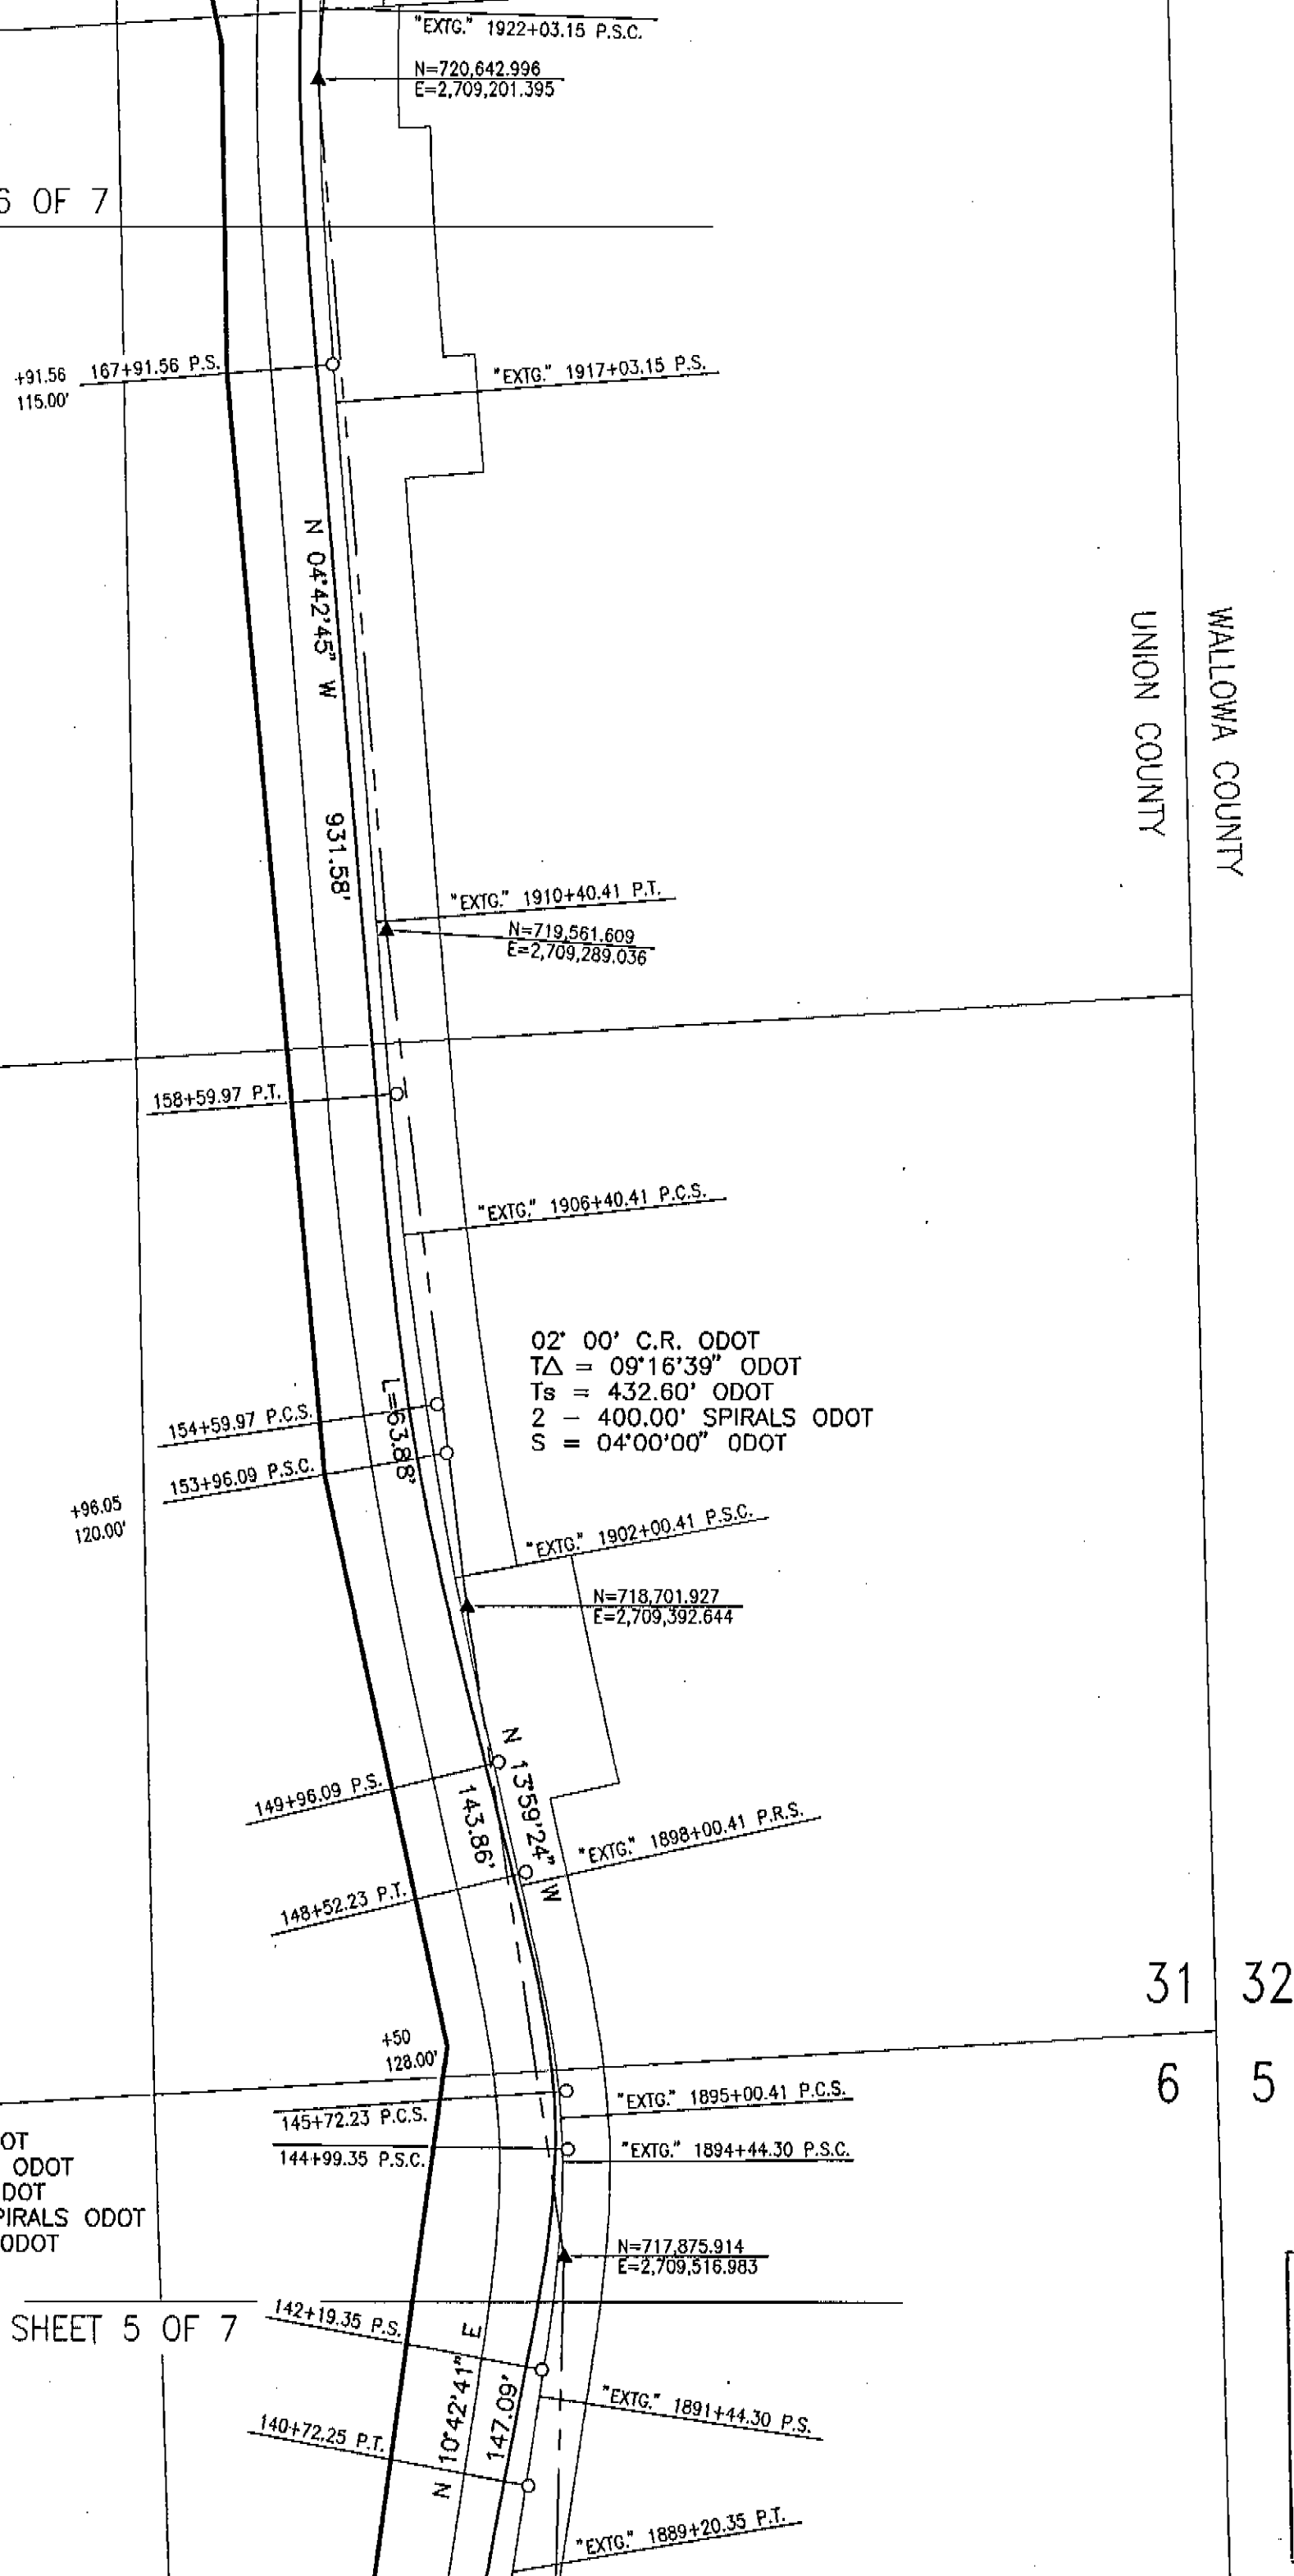 "EXTG." 1922+03.15 P.S.C.
N=720,642.996
E=2,709,201.395
6 OF 7
167+91.56 P.S.
+91.56
115.00'
"EXTG." 1917+03.15 P.S.
N 04°42'45" W
931.58'
UNION COUNTY
WALLOWA COUNTY
"EXTG." 1910+40.41 P.T.
N=719,561.609
E=2,709,289.036
158+59.97 P.T.
"EXTG." 1906+40.41 P.C.S.
02° 00' C.R. ODOT
TΔ = 09°16'39" ODOT
Ts = 432.60' ODOT
2 - 400.00' SPIRALS ODOT
S = 04°00'00" ODOT
L=63.88'
154+59.97 P.C.S.
153+96.09 P.S.C.
+96.05
120.00'
"EXTG." 1902+00.41 P.S.C.
N=718,701.927
E=2,709,392.644
N 13°59'24" W
143.86'
149+96.09 P.S.
"EXTG." 1898+00.41 P.R.S.
148+52.23 P.T.
31 32
+50
128.00'
6 5
"EXTG." 1895+00.41 P.C.S.
145+72.23 P.C.S.
"EXTG." 1894+44.30 P.S.C.
144+99.35 P.S.C.
OT
ODOT
DOT
PIRALS ODOT
ODOT
N=717,875.914
E=2,709,516.983
SHEET 5 OF 7
142+19.35 P.S.
N 10°42'41" E
147.09'
"EXTG." 1891+44.30 P.S.
140+72.25 P.T.
"EXTG." 1889+20.35 P.T.